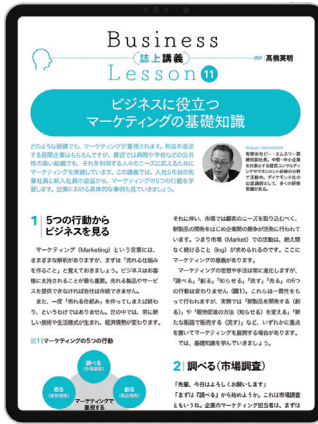 Business
誌上講義
Lesson 11
講師 高橋英明
ビジネスに役立つ
マーケティングの基礎知識
どのような組織でも、マーケティングが重要されます。利益を追求
する民間企業はもちろんですが、最近では病院や学校などの公共
性の高い組織でも、それを利用する人々のニーズに応えるために
マーケティングを実践しています。この講義では、入社5年目の先
輩社員と新入社員の会話から、マーケティングの5つの行動を学
習します。企業における具体的な事例も見ていきましょう。
1 5つの行動から
ビジネスを見る
マーケティング（Marketing）という言葉には、
さまざまな解釈がありますが、まずは「売れる仕組み
を作ること」と覚えておきましょう。ビジネスはお客
様に支持されることが最も重要。売れる製品やサービ
スを提供できなければ会社は存続できません。
また、一度「売れる仕組み」を作ってしまえば終わ
り、というわけではありません。世の中では、常に新
しい技術や生活様式が生まれ、経済情勢が変わります。
図1 マーケティングの5つの行動
調べる
（市場調査）
売る
創る
マーケティングで
重視する
それに伴い、市場では顧客のニーズを取り込むべく、
新製品の開発をはじめ企業間の競争が活発に行われて
います。つまり市場（Market）での活動は、絶え間
なく続けること（ing）が求められるのです。ここに
マーケティングの意義があります。
マーケティングの思想や手法は常に進化しますが、
「調べる」「創る」「知らせる」「流す」「売る」の5つ
の行動は変わりません（図1）。これらは一貫性をも
って行われますが、実務では「新製品を開発する（創
る）」や「販売促進の方法（知らせる）を変える」「新
たな販路で販売する（流す）」など、いずれかに重点
を置いてマーケティングを展開する場合があります。
では、基礎知識を学んでいきましょう。
2 調べる（市場調査）
「先輩、今日はよろしくお願いします」
「まずは『調べる』から始めようか。これは市場調査
ともいうね。企業のマーケティング担当者は、まずは